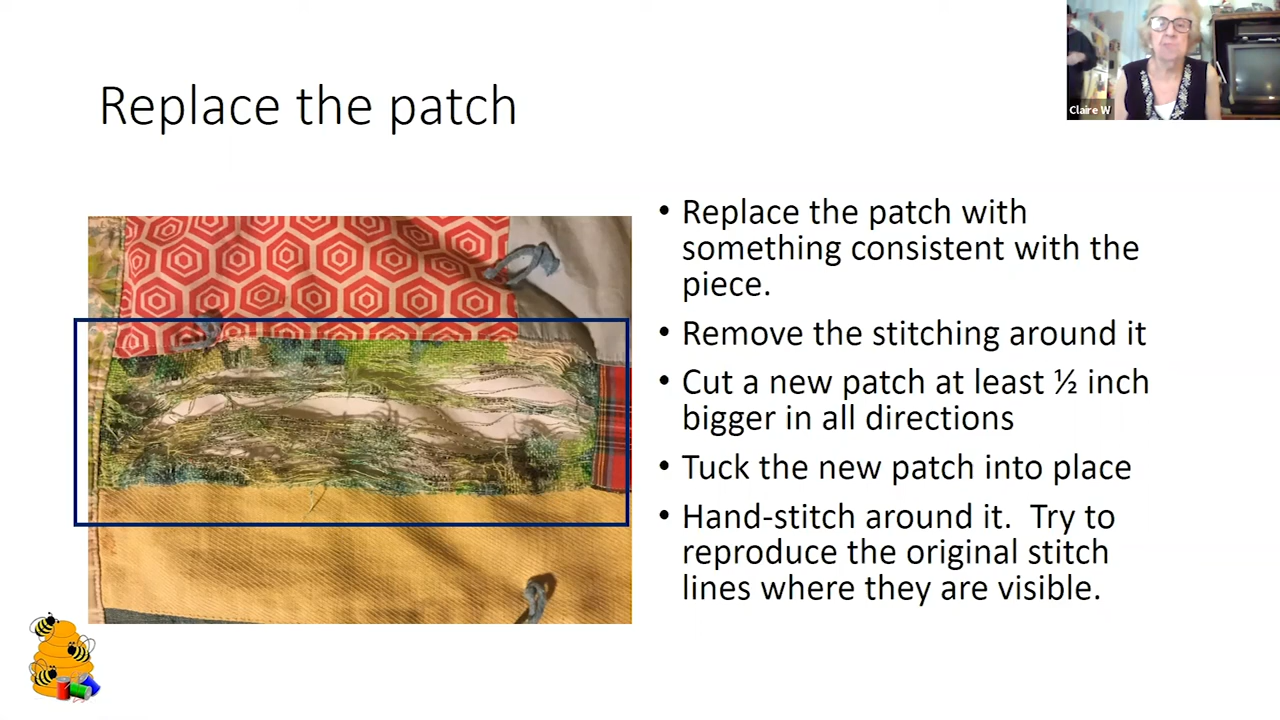 Replace the patch
Claire W
• Replace the patch with
something consistent with the
piece.
• Remove the stitching around it
• Cut a new patch at least ½ inch
bigger in all directions
• Tuck the new patch into place
• Hand-stitch around it.  Try to
reproduce the original stitch
lines where they are visible.